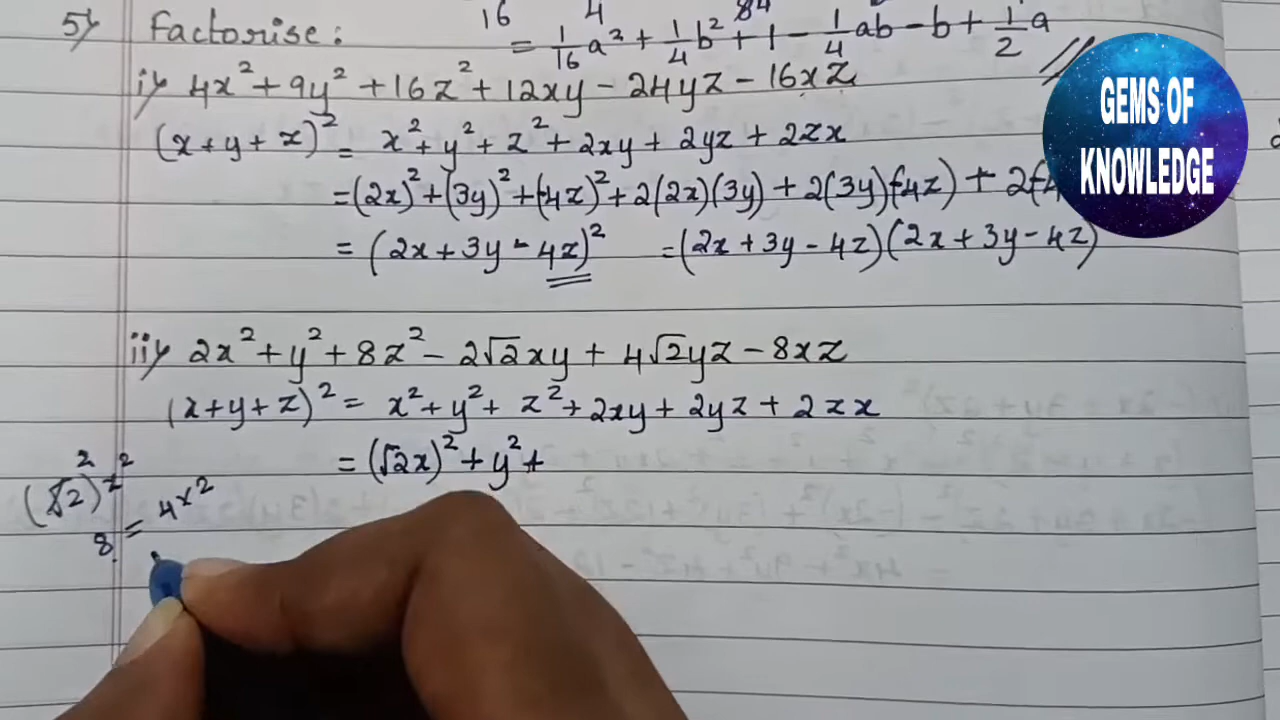 16 4 84
5) Factorise : = 1/16 a² + 1/4 b² + 1 - 1/4 ab - b + 1/2 a //
i) 4x² + 9y² + 16z² + 12xy - 24yz - 16xz
(x+y+z)² = x² + y² + z² + 2xy + 2yz + 2zx
= (2x)² + (3y)² + (-4z)² + 2(2x)(3y) + 2(3y)(-4z) + 2(-4
= (2x + 3y - 4z)² = (2x + 3y - 4z)(2x + 3y - 4z)
ii) 2x² + y² + 8z² - 2√2xy + 4√2yz - 8xz
(x+y+z)² = x² + y² + z² + 2xy + 2yz + 2zx
= (√2x)² + y² +
= 4x²
8
GEMS OF
KNOWLEDGE